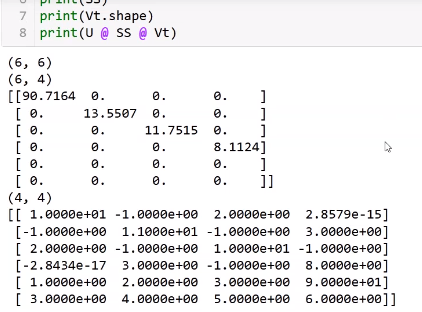 6 print(SS)
7 print(Vt.shape)
8 print(U @ SS @ Vt)
(6, 6)
(6, 4)
[[90.7164 0. 0. 0. ]
[ 0. 13.5507 0. 0. ]
[ 0. 0. 11.7515 0. ]
[ 0. 0. 0. 8.1124]
[ 0. 0. 0. 0. ]
[ 0. 0. 0. 0. ]]
(4, 4)
[[ 1.0000e+01 -1.0000e+00 2.0000e+00 2.8579e-15]
[-1.0000e+00 1.1000e+01 -1.0000e+00 3.0000e+00]
[ 2.0000e+00 -1.0000e+00 1.0000e+01 -1.0000e+00]
[-2.8434e-17 3.0000e+00 -1.0000e+00 8.0000e+00]
[ 1.0000e+00 2.0000e+00 3.0000e+00 9.0000e+01]
[ 3.0000e+00 4.0000e+00 5.0000e+00 6.0000e+00]]